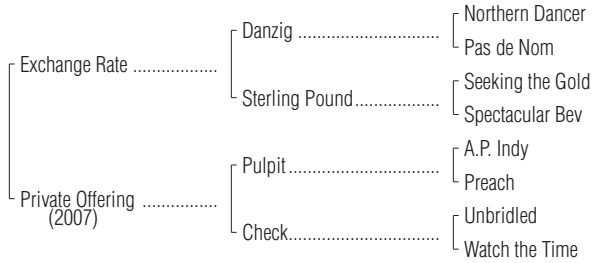 Northern Dancer
Danzig ..............................
Pas de Nom
Exchange Rate .................
Seeking the Gold
Sterling Pound..................
Spectacular Bev
A.P. Indy
Pulpit................................
Preach
Private Offering ...............
(2007)
Unbridled
Check................................
Watch the Time